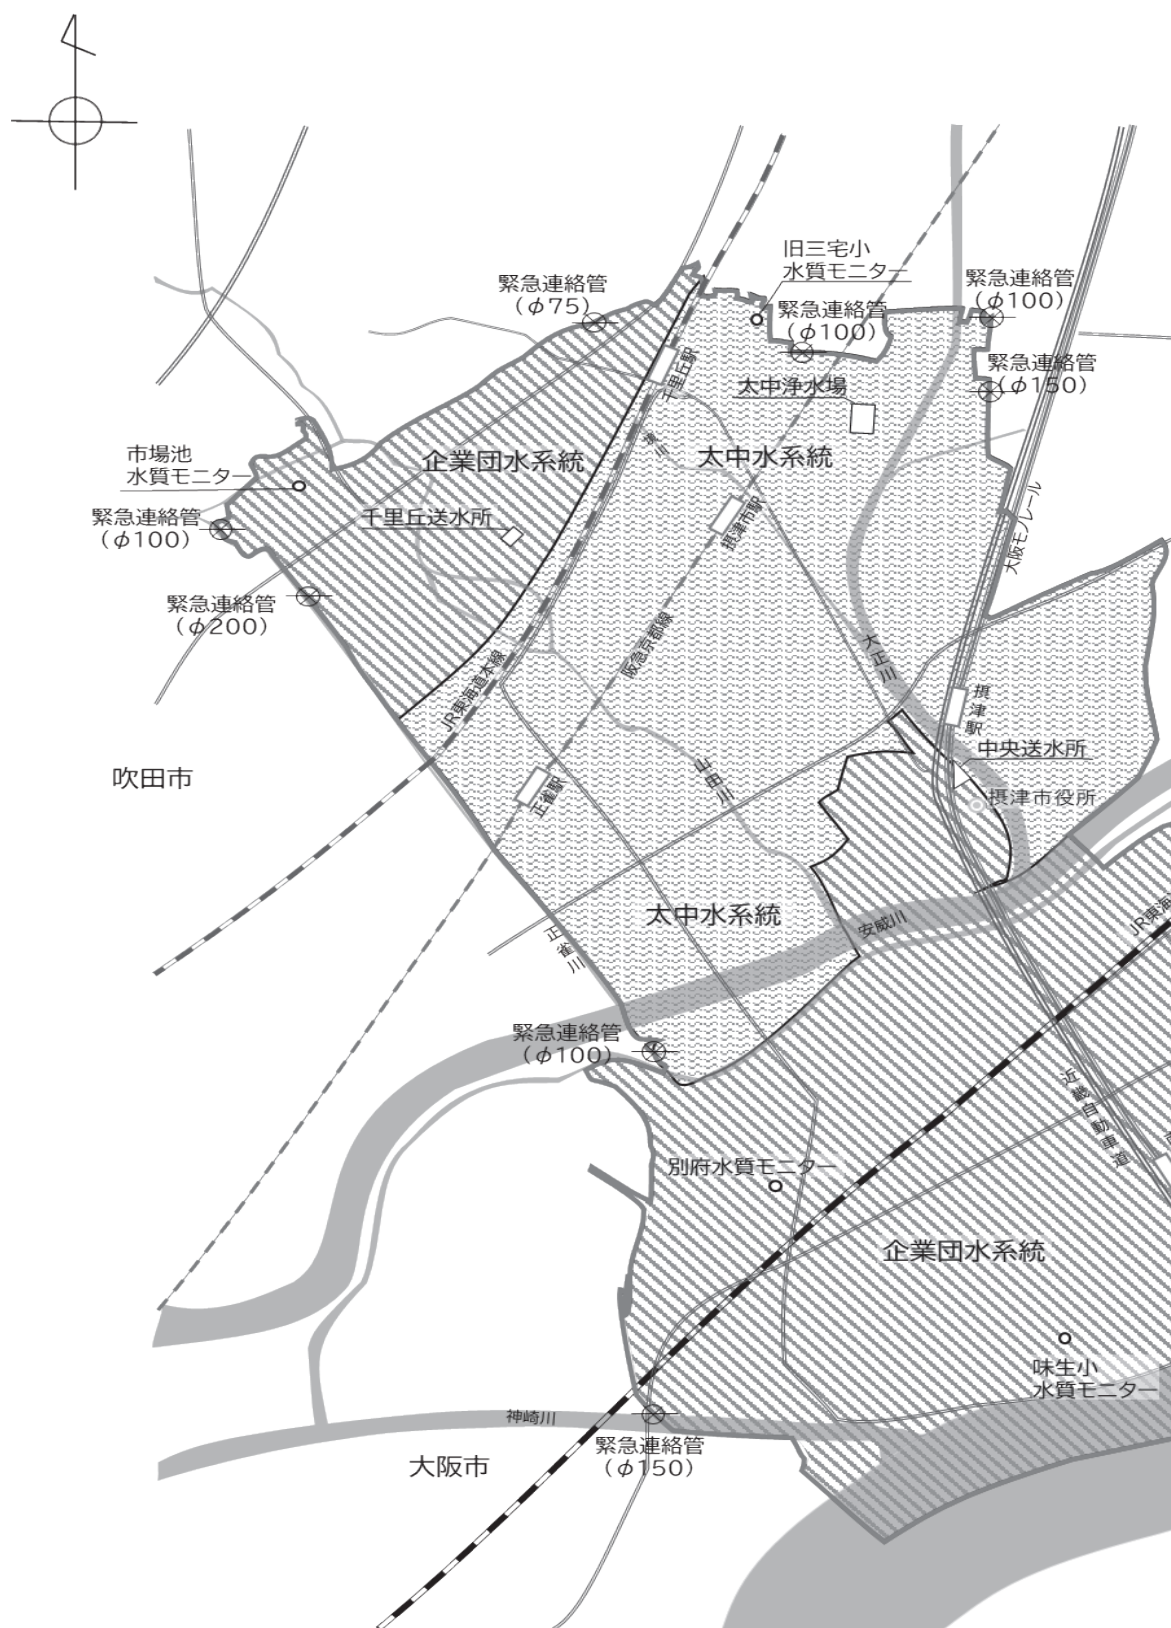 旧三宅小
水質モニター
緊急連絡管
（φ75）
緊急連絡管
（φ100）
緊急連絡管
（φ100）
緊急連絡管
（φ150）
千里丘駅
太中浄水場
市場池
水質モニター
企業団水系統
境川
太中水系統
緊急連絡管
（φ100）
千里丘送水所
摂津市駅
大阪モノレール
緊急連絡管
（φ200）
阪急京都線
大正川
JR東海道本線
摂津駅
中央送水所
吹田市
正雀駅
山田川
摂津市役所
太中水系統
安威川
正雀川
JR東海
緊急連絡管
（φ100）
近畿自動車道
別府水質モニター
企業団水系統
味生小
水質モニター
神崎川
緊急連絡管
（φ150）
大阪市